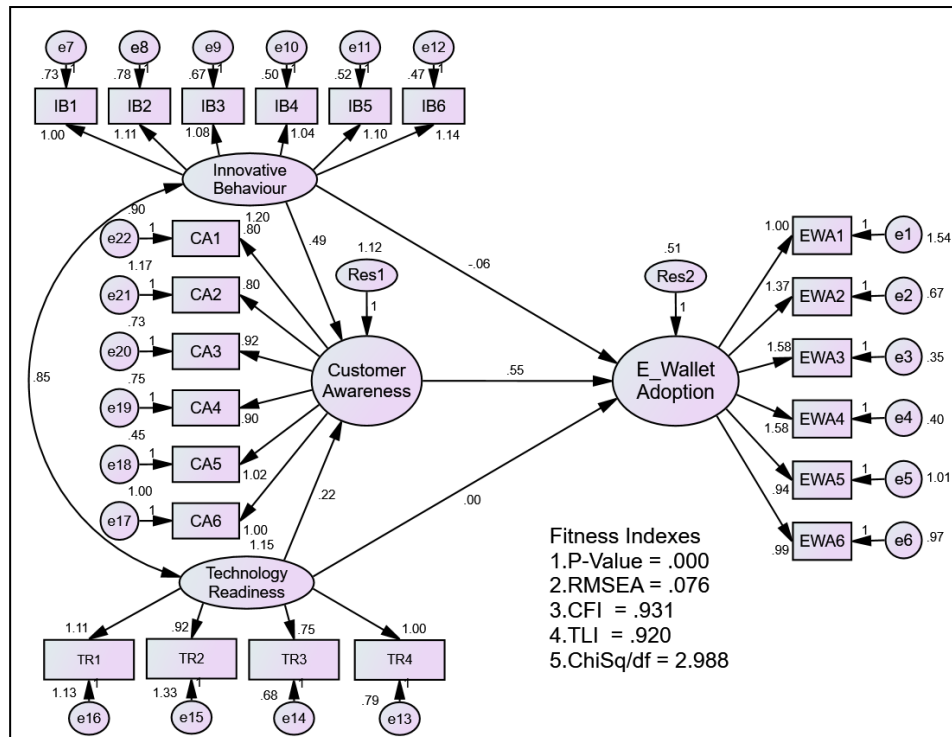 e7 e8 e9 e10 e11 e12
.73 1 .78 1 .67 1 .50 1 .52 1 .47 1
IB1 IB2 IB3 IB4 IB5 IB6
1.00 1.11 1.08 1.04 1.10 1.14
Innovative
Behaviour
.90
1.20
e22 1 CA1 .80
1.17
e21 1 CA2 .80
.73
e20 1 CA3 .92
.75
e19 1 CA4 .90
.45
e18 1 CA5 1.02
1.00
e17 1 CA6 1.00
.85
.49
1.12
Res1
1
Customer
Awareness
-.06
.55
.22
.00
.51
Res2
1
E_Wallet
Adoption
1.00 EWA1 1 e1 1.54
1.37 EWA2 1 e2 .67
1.58 EWA3 1 e3 .35
1.58 EWA4 1 e4 .40
.94 EWA5 1 e5 1.01
.99 EWA6 1 e6 .97
1.15
Technology
Readiness
1.11 .92 .75 1.00
TR1 TR2 TR3 TR4
1.13 1 1.33 1 .68 1 .79 1
e16 e15 e14 e13
Fitness Indexes
1.P-Value = .000
2.RMSEA = .076
3.CFI = .931
4.TLI = .920
5.ChiSq/df = 2.988